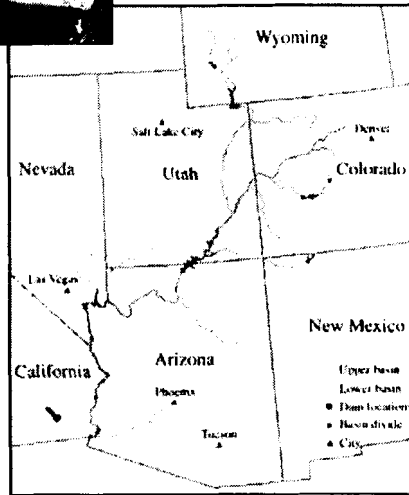 Wyoming
Salt Lake City
Denver
Nevada
Utah
Colorado
Las Vegas
New Mexico
California
Arizona
Upper basin
Phoenix
Lower basin
Dam location
Basin divide
Tucson
City